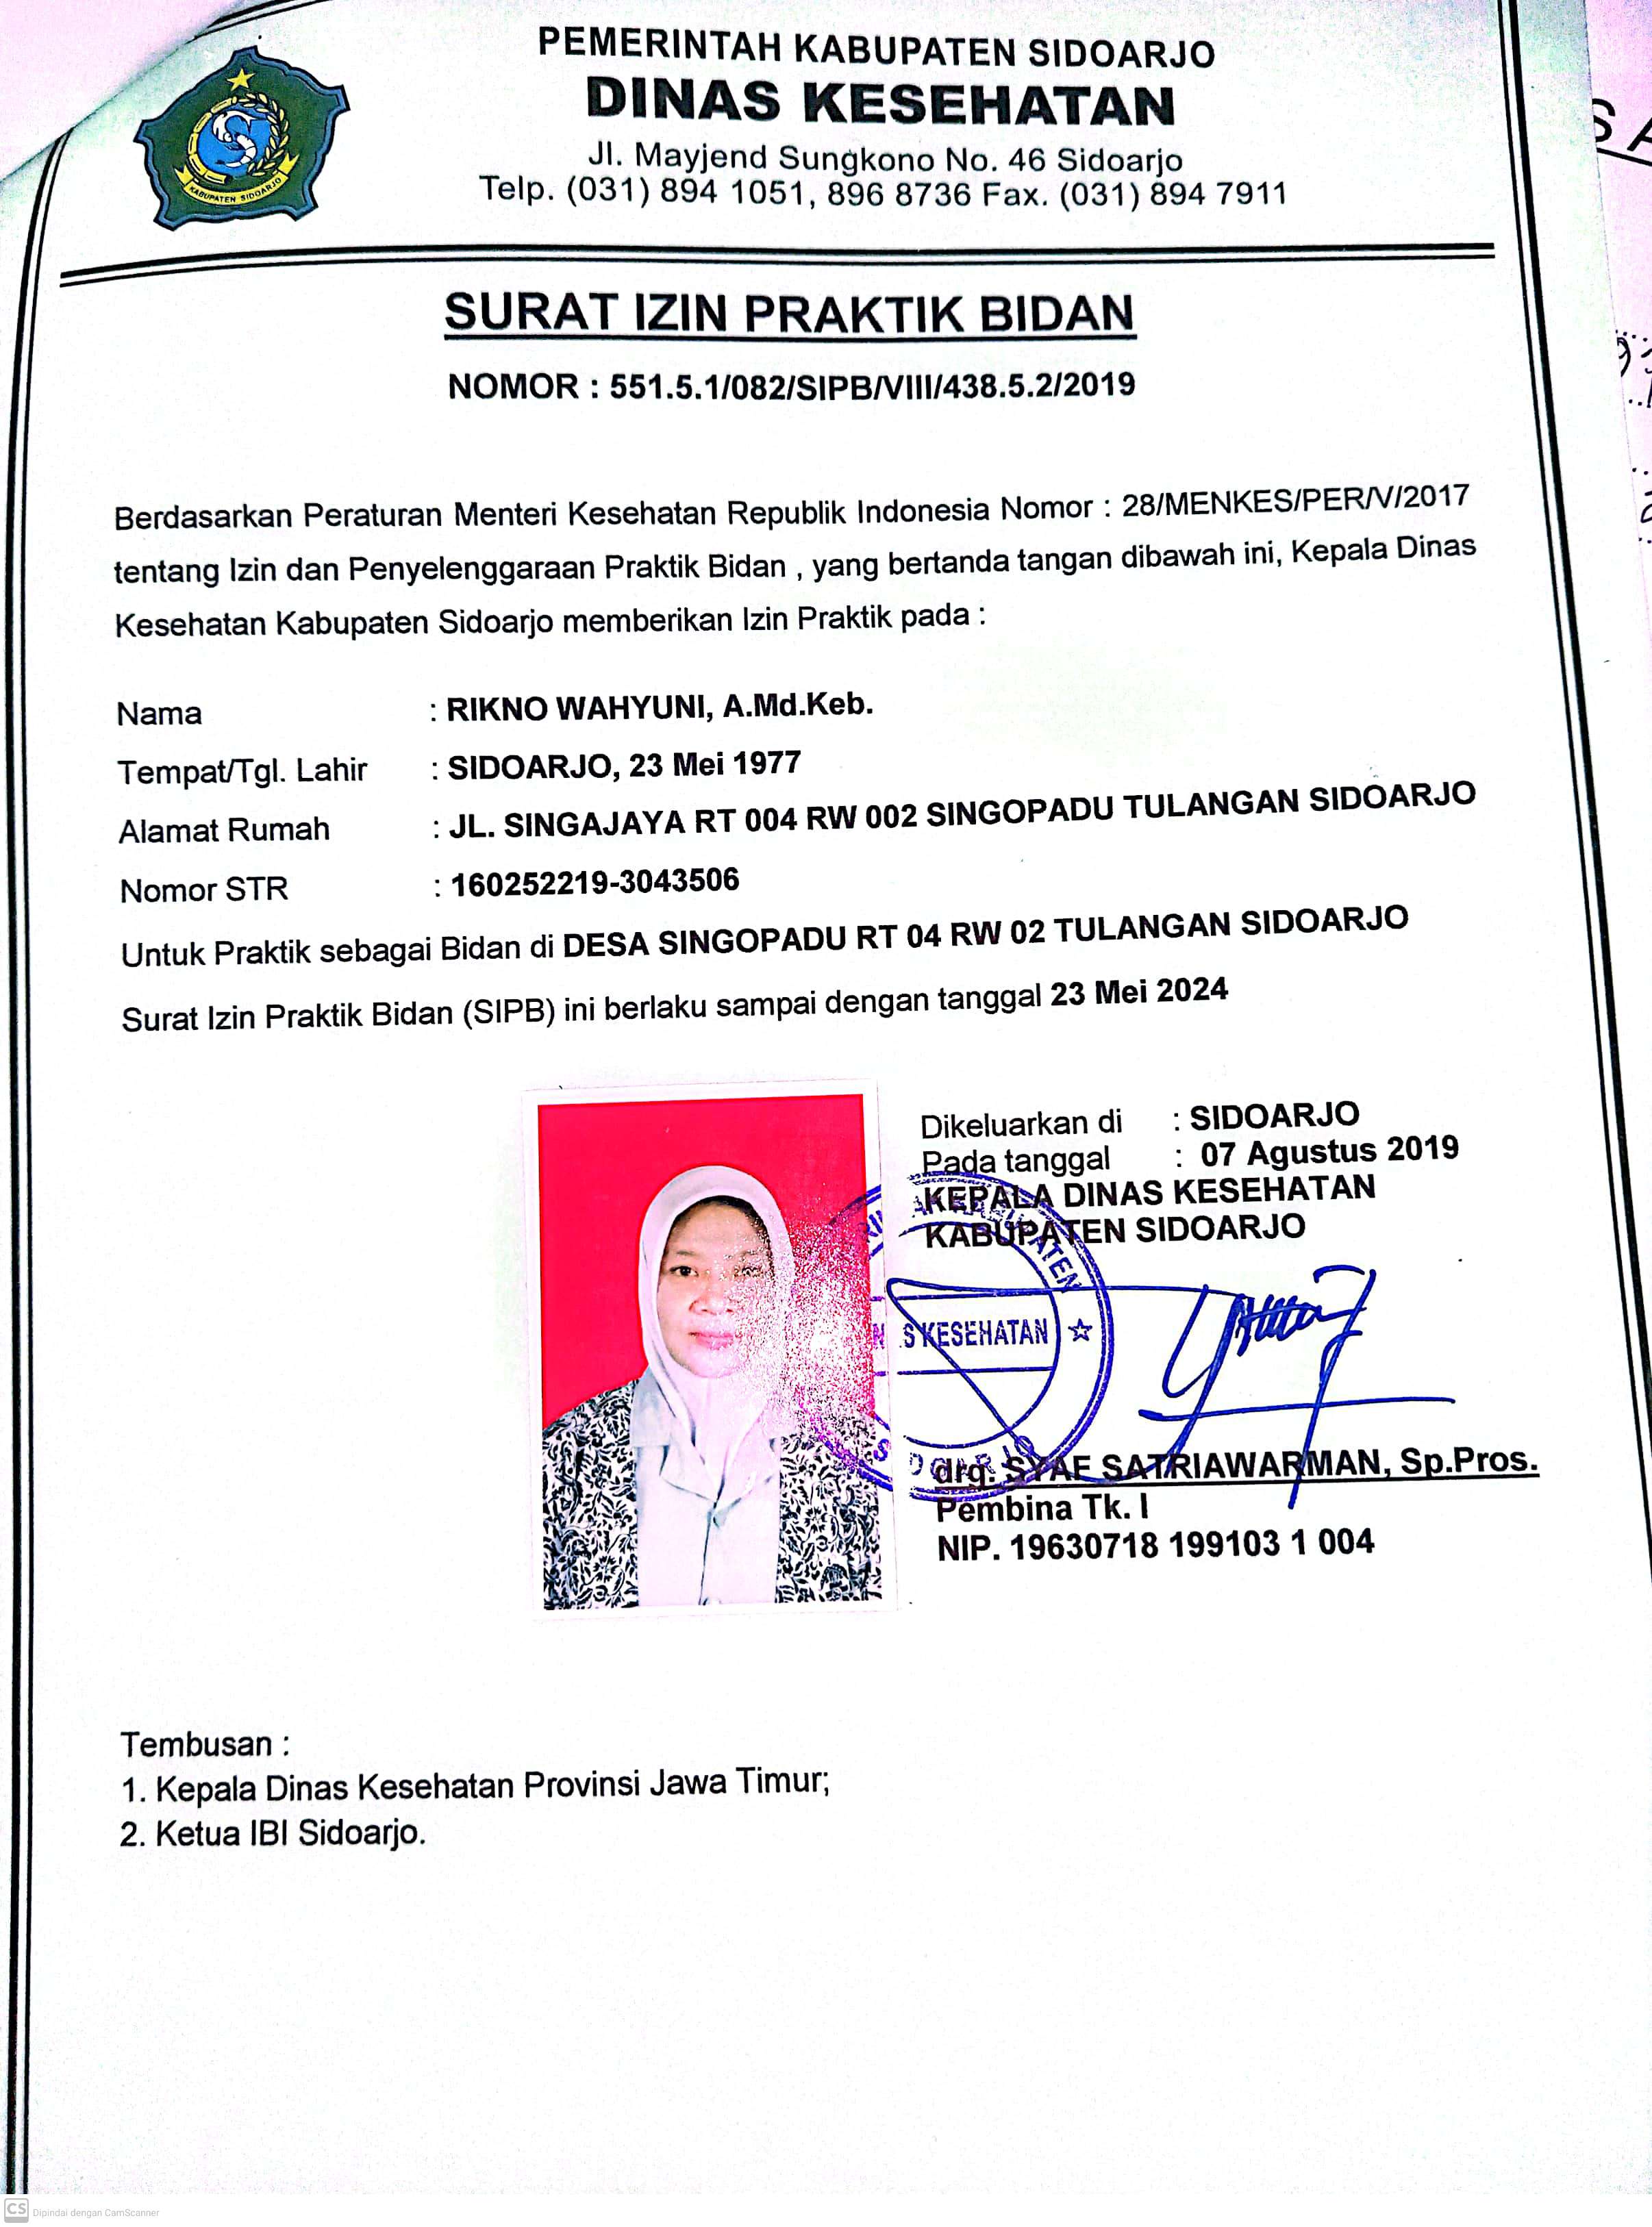 PEMERINTAH KABUPATEN SIDOARJO
DINAS KESEHATAN
Jl. Mayjend Sungkono No. 46 Sidoarjo
Telp. (031) 894 1051, 896 8736 Fax. (031) 894 7911
KABUPATEN SIDOARJO
SURAT IZIN PRAKTIK BIDAN
NOMOR : 551.5.1/082/SIPB/VIII/438.5.2/2019
Berdasarkan Peraturan Menteri Kesehatan Republik Indonesia Nomor : 28/MENKES/PER/V/2017
tentang Izin dan Penyelenggaraan Praktik Bidan , yang bertanda tangan dibawah ini, Kepala Dinas
Kesehatan Kabupaten Sidoarjo memberikan Izin Praktik pada :
Nama : RIKNO WAHYUNI, A.Md.Keb.
Tempat/Tgl. Lahir : SIDOARJO, 23 Mei 1977
Alamat Rumah : JL. SINGAJAYA RT 004 RW 002 SINGOPADU TULANGAN SIDOARJO
Nomor STR : 160252219-3043506
Untuk Praktik sebagai Bidan di DESA SINGOPADU RT 04 RW 02 TULANGAN SIDOARJO
Surat Izin Praktik Bidan (SIPB) ini berlaku sampai dengan tanggal 23 Mei 2024
Dikeluarkan di : SIDOARJO
Pada tanggal : 07 Agustus 2019
KEPALA DINAS KESEHATAN
KABUPATEN SIDOARJO
S KESEHATAN
drg. SYAF SATRIAWARMAN, Sp.Pros.
Pembina Tk. I
NIP. 19630718 199103 1 004
Tembusan :
1. Kepala Dinas Kesehatan Provinsi Jawa Timur;
2. Ketua IBI Sidoarjo.
CS Dipindai dengan CamScanner